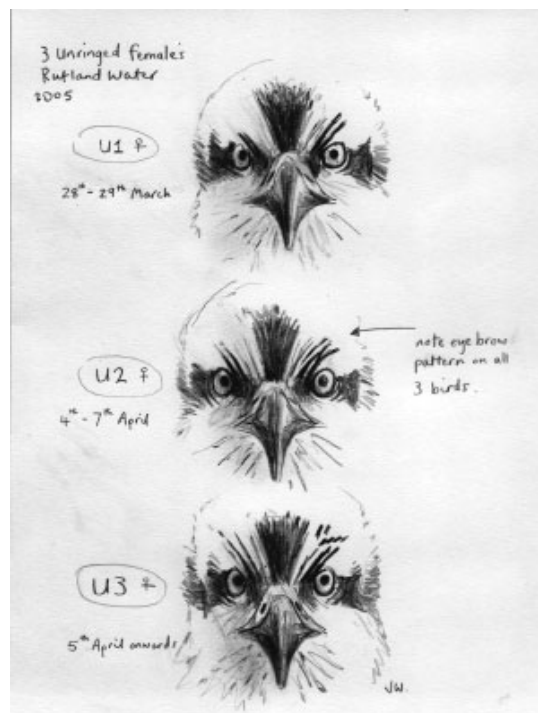 3 Unringed female's
Rutland Water
2005
U1 ♀
28th - 29th March
note eye brow
pattern on all
3 birds.
U2 ♀
4th - 7th April
U3 ♀
5th April onwards
JW.